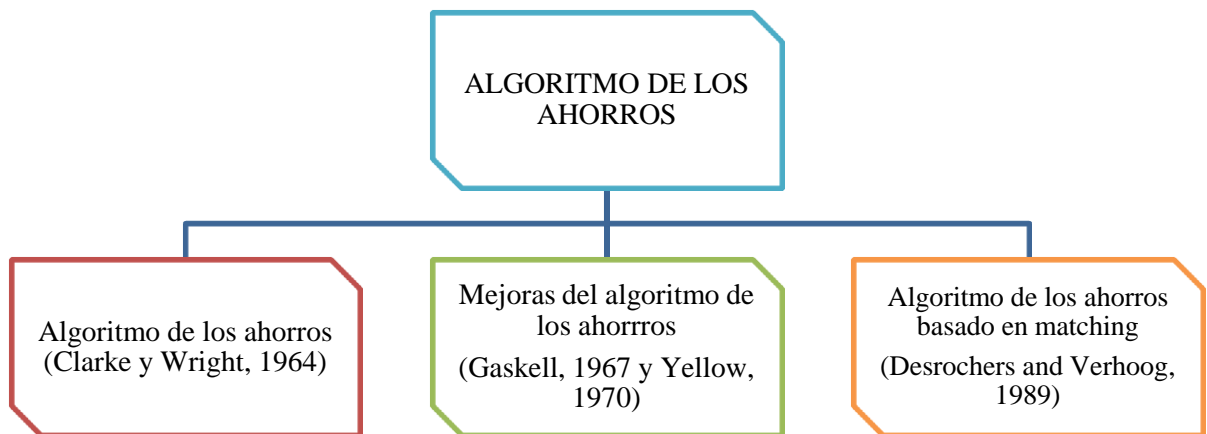 ALGORITMO DE LOS
AHORROS
Algoritmo de los ahorros
(Clarke y Wright, 1964)
Mejoras del algoritmo de
los ahorrros
(Gaskell, 1967 y Yellow,
1970)
Algoritmo de los ahorros
basado en matching
(Desrochers and Verhoog,
1989)